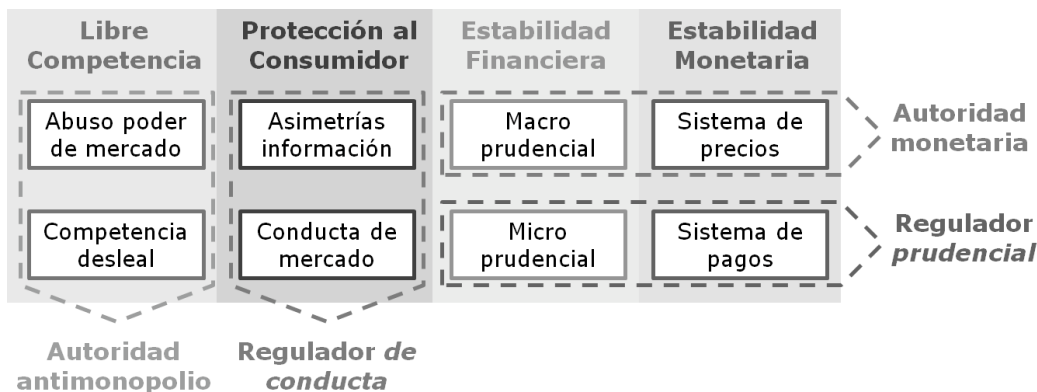 Libre
Competencia
Protección al
Consumidor
Estabilidad
Financiera
Estabilidad
Monetaria
Abuso poder
de mercado
Asimetrías
información
Macro
prudencial
Sistema de
precios
Autoridad
monetaria
Competencia
desleal
Conducta de
mercado
Micro
prudencial
Sistema de
pagos
Regulador
prudencial
Autoridad
antimonopolio
Regulador de
conducta